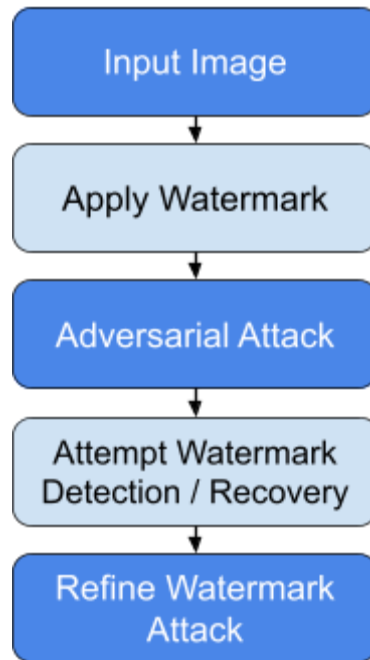 Input Image
Apply Watermark
Adversarial Attack
Attempt Watermark
Detection / Recovery
Refine Watermark
Attack